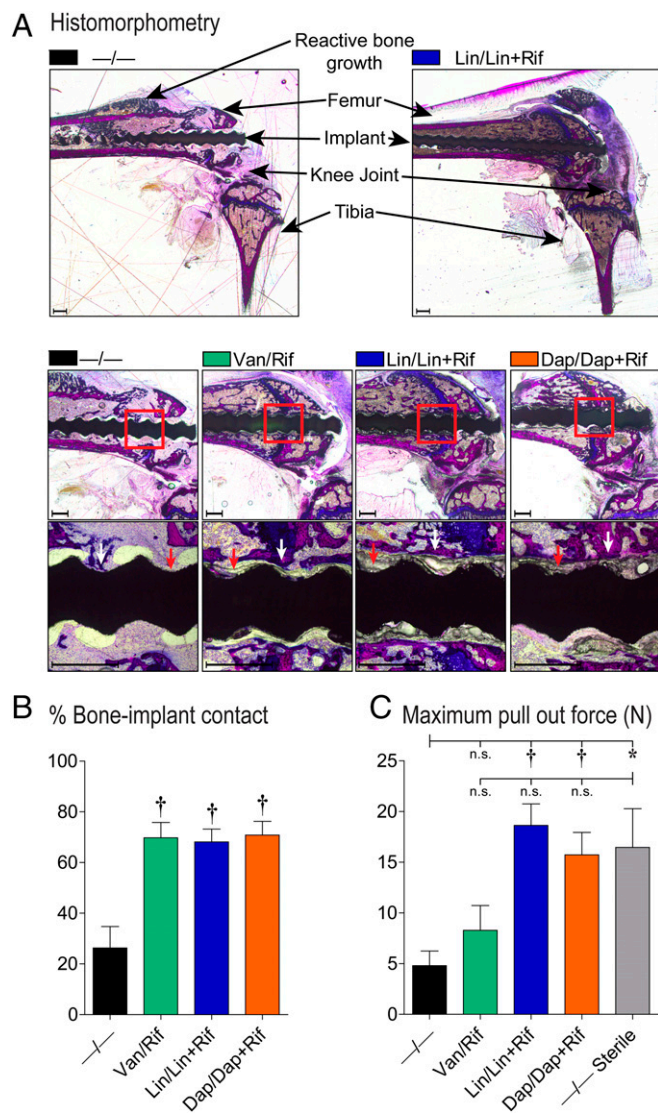 A Histomorphometry
—/—
Reactive bone
growth
Lin/Lin+Rif
Femur
Implant
Knee Joint
Tibia
—/—
Van/Rif
Lin/Lin+Rif
Dap/Dap+Rif
B % Bone-implant contact
100
80
60
40
20
0
† † †
—/—
Van/Rif
Lin/Lin+Rif
Dap/Dap+Rif
C Maximum pull out force (N)
25
20
15
10
5
0
n.s. † † *
n.s. n.s. n.s.
—/—
Van/Rif
Lin/Lin+Rif
Dap/Dap+Rif
—/— Sterile